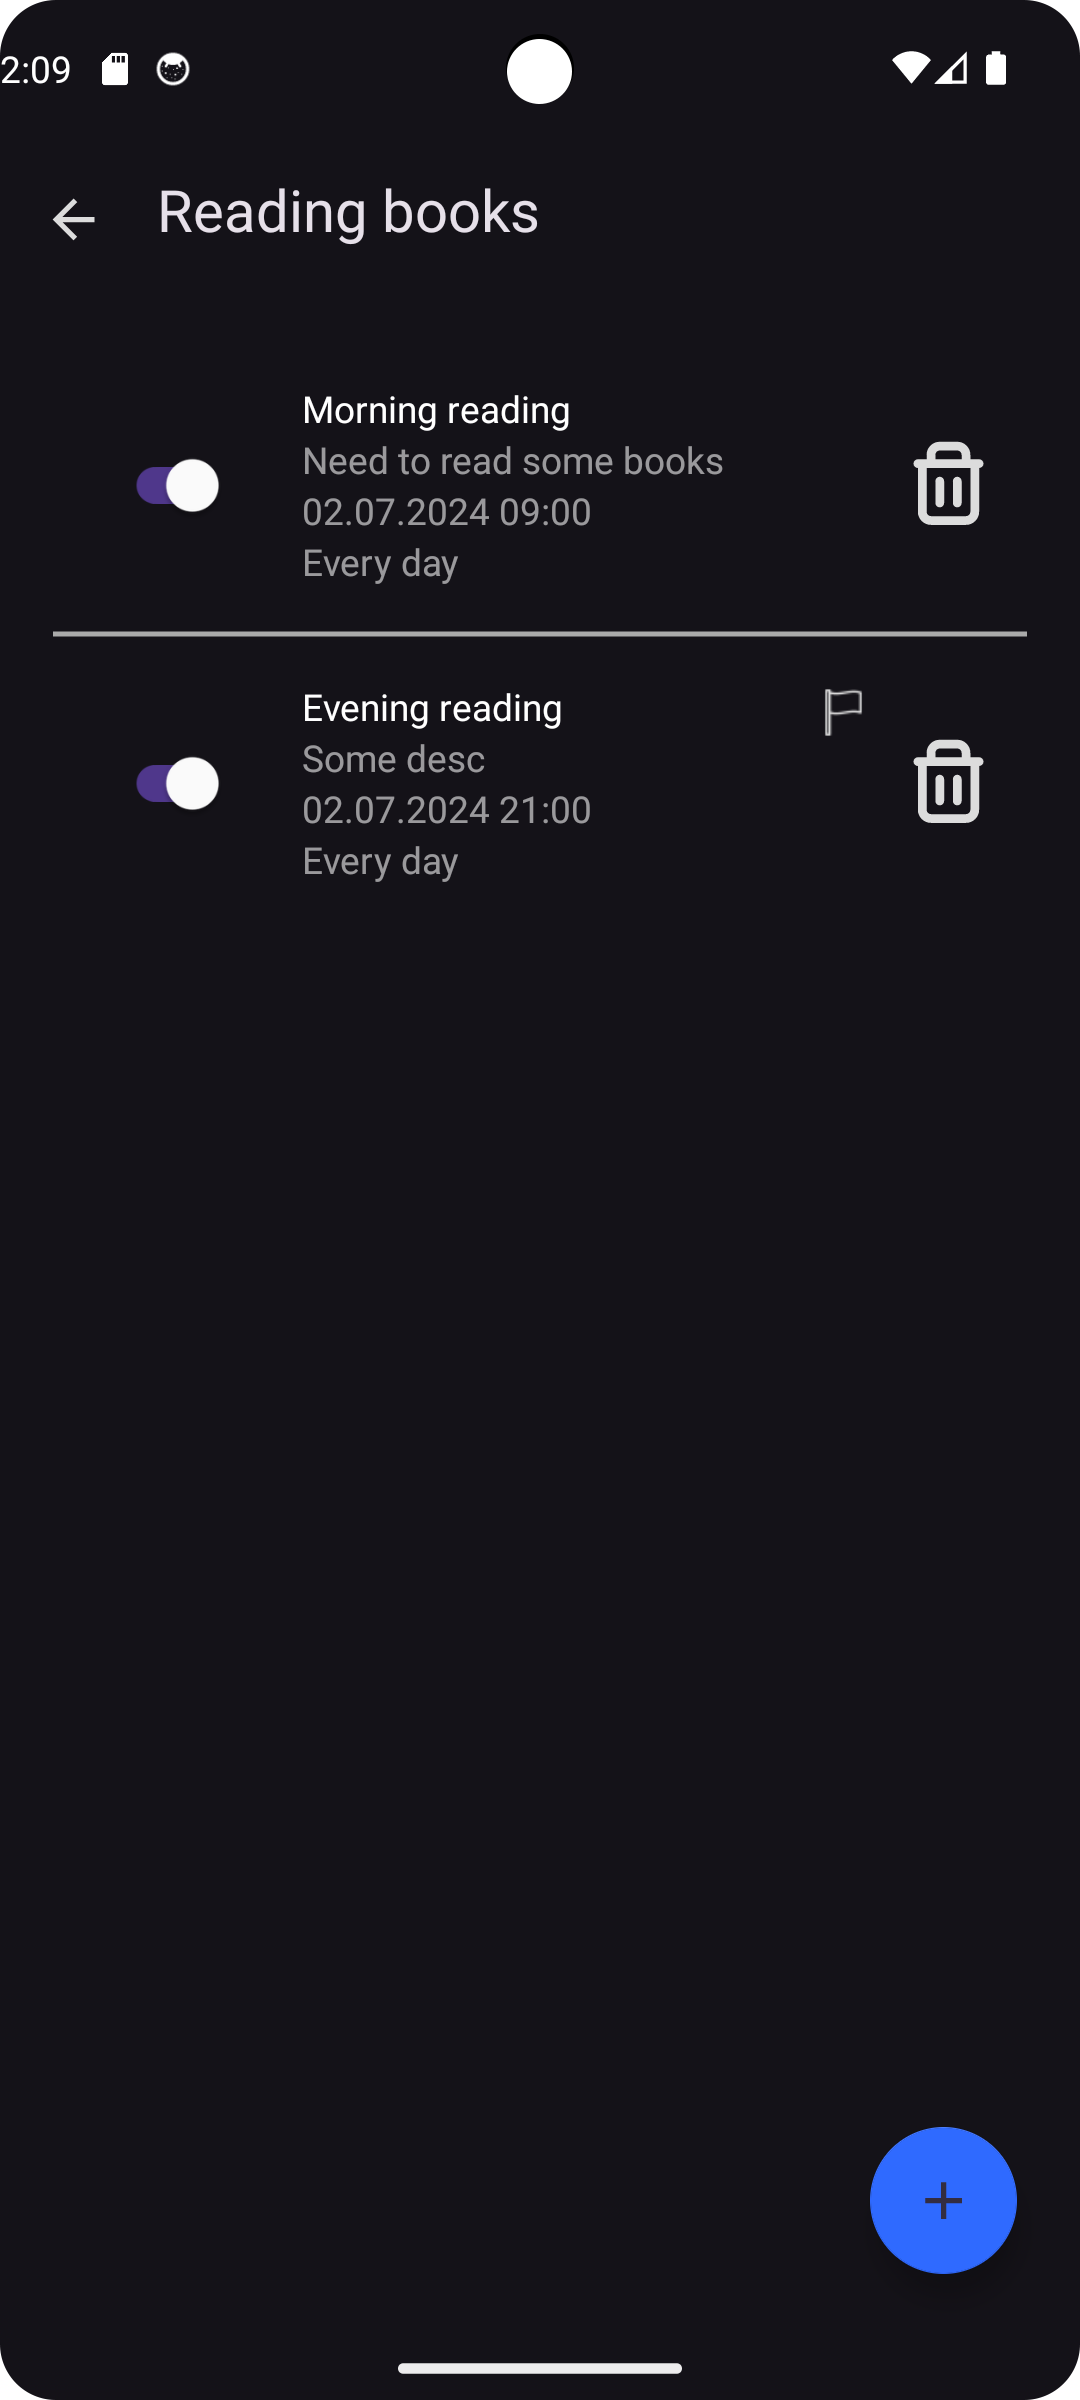 2:09
Reading books
Morning reading
Need to read some books
02.07.2024 09:00
Every day
Evening reading
Some desc
02.07.2024 21:00
Every day